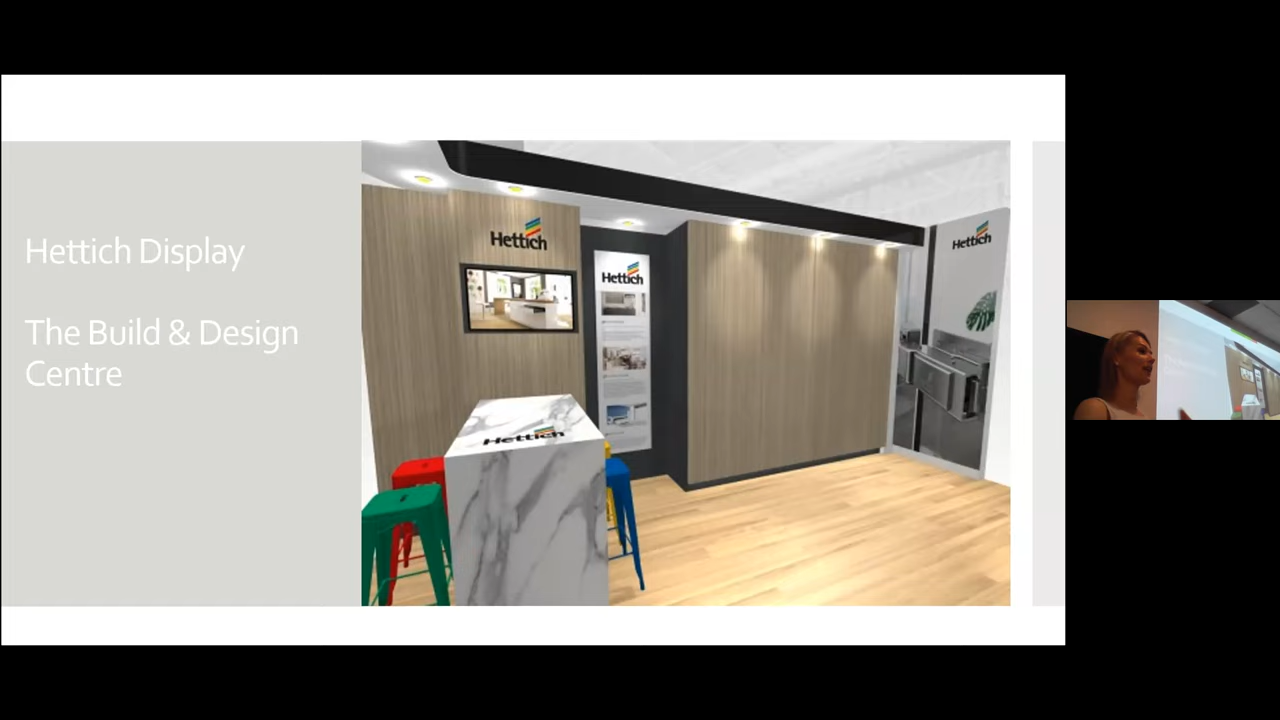 Hettich Display
The Build & Design
Centre
Hettich
Hettich
Hettich
Hettich